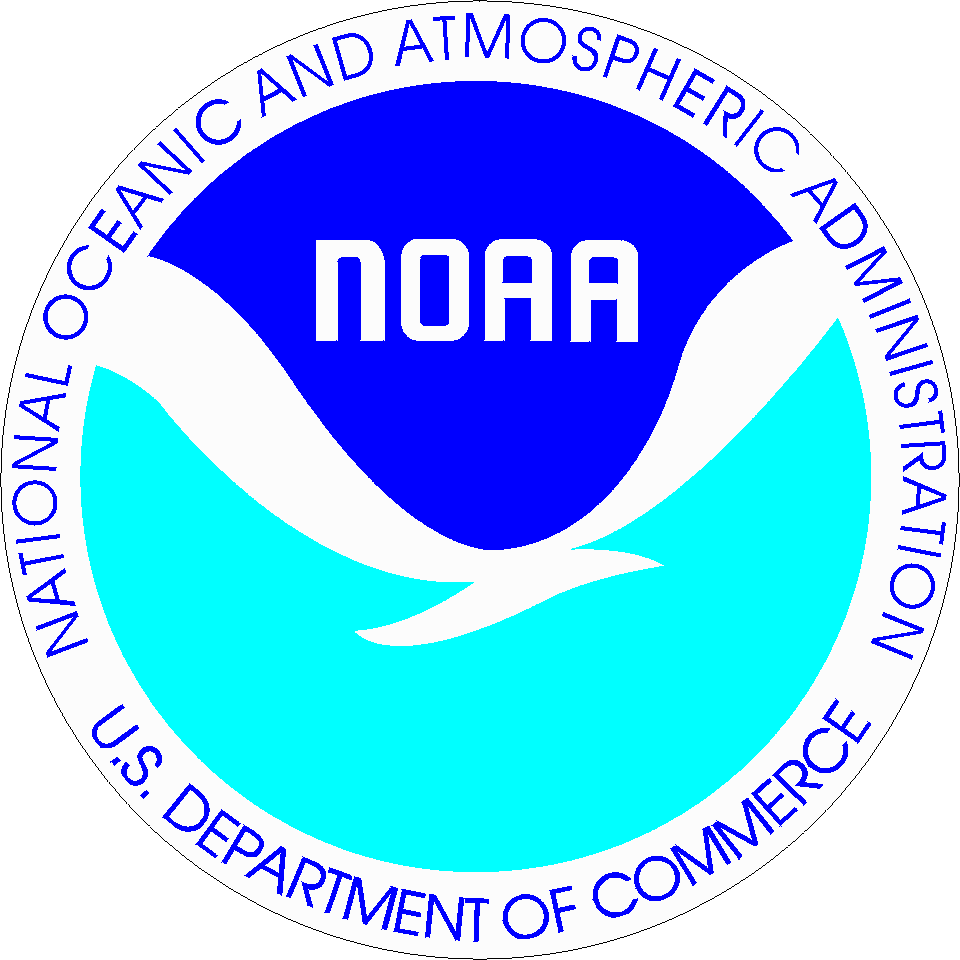 NATIONAL OCEANIC AND ATMOSPHERIC ADMINISTRATION
NOAA
U.S. DEPARTMENT OF COMMERCE